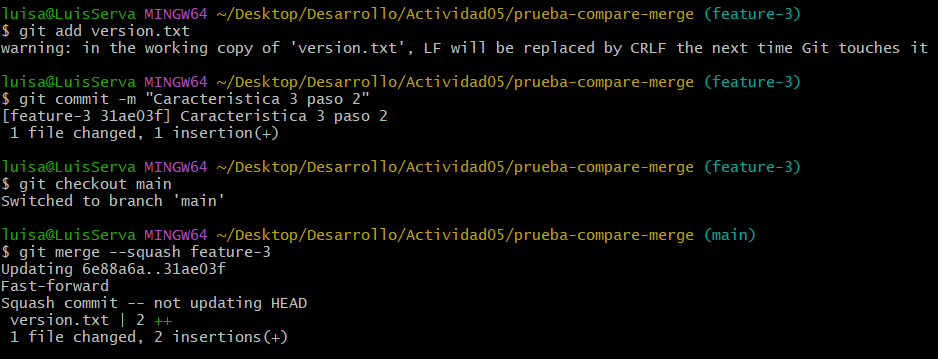 luisa@LuisServa MINGW64 ~/Desktop/Desarrollo/Actividad05/prueba-compare-merge (feature-3)
$ git add version.txt
warning: in the working copy of 'version.txt', LF will be replaced by CRLF the next time Git touches it
luisa@LuisServa MINGW64 ~/Desktop/Desarrollo/Actividad05/prueba-compare-merge (feature-3)
$ git commit -m "Caracteristica 3 paso 2"
[feature-3 31ae03f] Caracteristica 3 paso 2
 1 file changed, 1 insertion(+)
luisa@LuisServa MINGW64 ~/Desktop/Desarrollo/Actividad05/prueba-compare-merge (feature-3)
$ git checkout main
Switched to branch 'main'
luisa@LuisServa MINGW64 ~/Desktop/Desarrollo/Actividad05/prueba-compare-merge (main)
$ git merge --squash feature-3
Updating 6e88a6a..31ae03f
Fast-forward
Squash commit -- not updating HEAD
 version.txt | 2 ++
 1 file changed, 2 insertions(+)